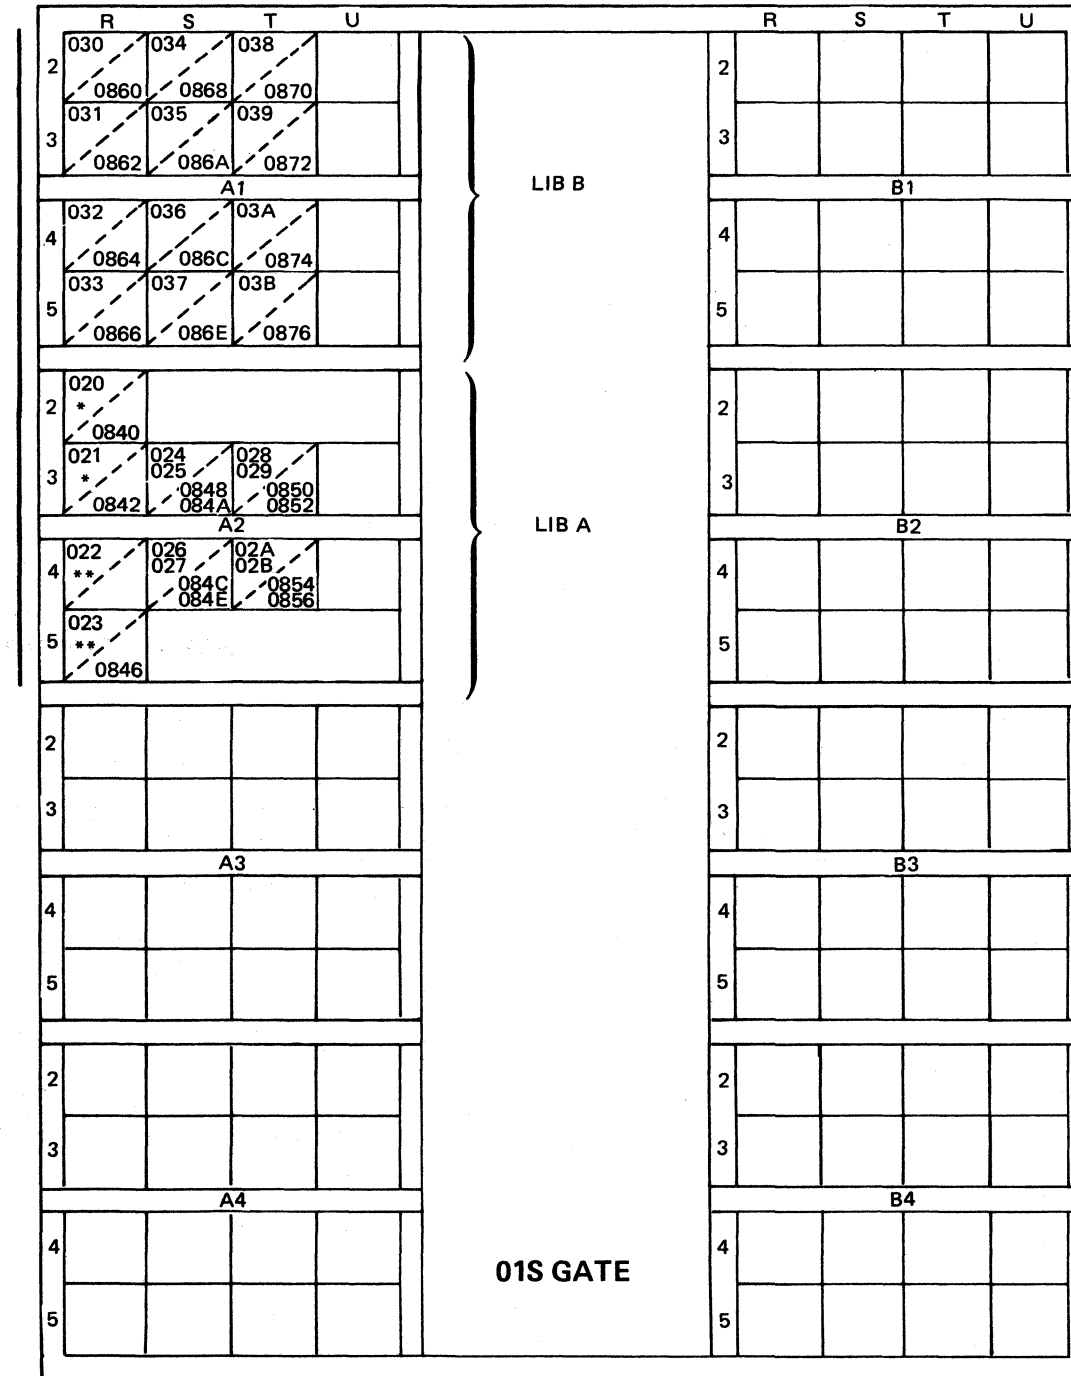 R S T U R S T U
2 030 034 038 2
0860 0868 0870
3 031 035 039 3
0862 086A 0872
LIB B
A1 B1
4 032 036 03A 4
0864 086C 0874
5 033 037 03B 5
0866 086E 0876
2 020 2
*
0840
3 021 024 028 3
* 025 029
0848 0850
0842 084A 0852
LIB A
A2 B2
4 022 026 02A 4
** 027 02B
084C 0854
084E 0856
5 023 5
**
0846
2 2
3 3
A3 B3
4 4
5 5
2 2
3 3
A4 B4
4 4
01S GATE
5 5